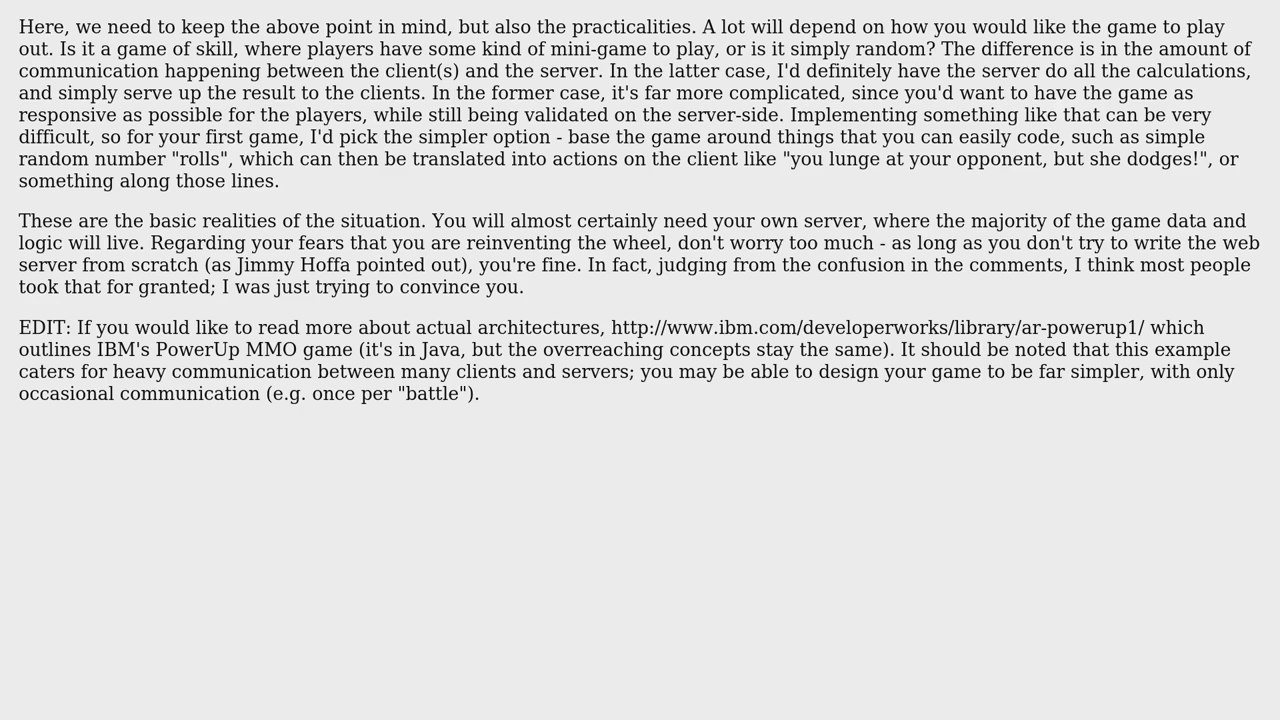 Here, we need to keep the above point in mind, but also the practicalities. A lot will depend on how you would like the game to play
out. Is it a game of skill, where players have some kind of mini-game to play, or is it simply random? The difference is in the amount of
communication happening between the client(s) and the server. In the latter case, I'd definitely have the server do all the calculations,
and simply serve up the result to the clients. In the former case, it's far more complicated, since you'd want to have the game as
responsive as possible for the players, while still being validated on the server-side. Implementing something like that can be very
difficult, so for your first game, I'd pick the simpler option - base the game around things that you can easily code, such as simple
random number "rolls", which can then be translated into actions on the client like "you lunge at your opponent, but she dodges!", or
something along those lines.
These are the basic realities of the situation. You will almost certainly need your own server, where the majority of the game data and
logic will live. Regarding your fears that you are reinventing the wheel, don't worry too much - as long as you don't try to write the web
server from scratch (as Jimmy Hoffa pointed out), you're fine. In fact, judging from the confusion in the comments, I think most people
took that for granted; I was just trying to convince you.
EDIT: If you would like to read more about actual architectures, http://www.ibm.com/developerworks/library/ar-powerup1/ which
outlines IBM's PowerUp MMO game (it's in Java, but the overreaching concepts stay the same). It should be noted that this example
caters for heavy communication between many clients and servers; you may be able to design your game to be far simpler, with only
occasional communication (e.g. once per "battle").